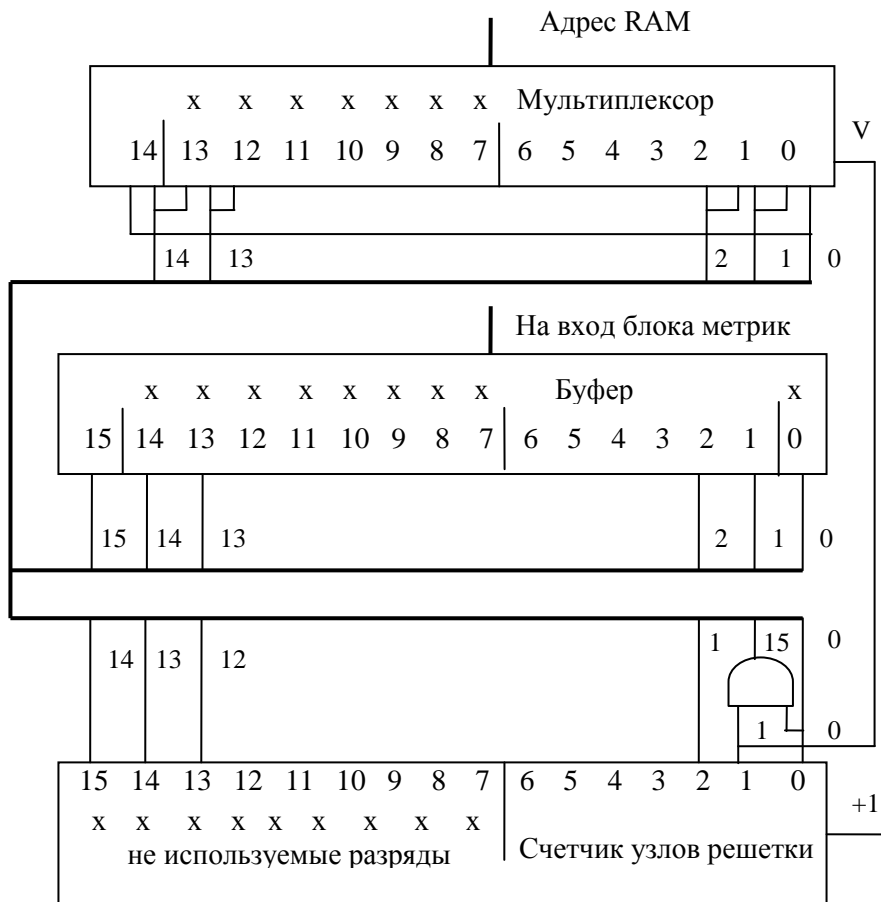 Адрес RAM
x x x x x x x Мультиплексор
V
14 13 12 11 10 9 8 7 6 5 4 3 2 1 0
14 13 2 1 0
На вход блока метрик
x x x x x x x x Буфер x
15 14 13 12 11 10 9 8 7 6 5 4 3 2 1 0
15 14 13 2 1 0
14 13 12 1 15 0
1 0
15 14 13 12 11 10 9 8 7 6 5 4 3 2 1 0
+1
x x x x x x x x x
не используемые разряды Счетчик узлов решетки